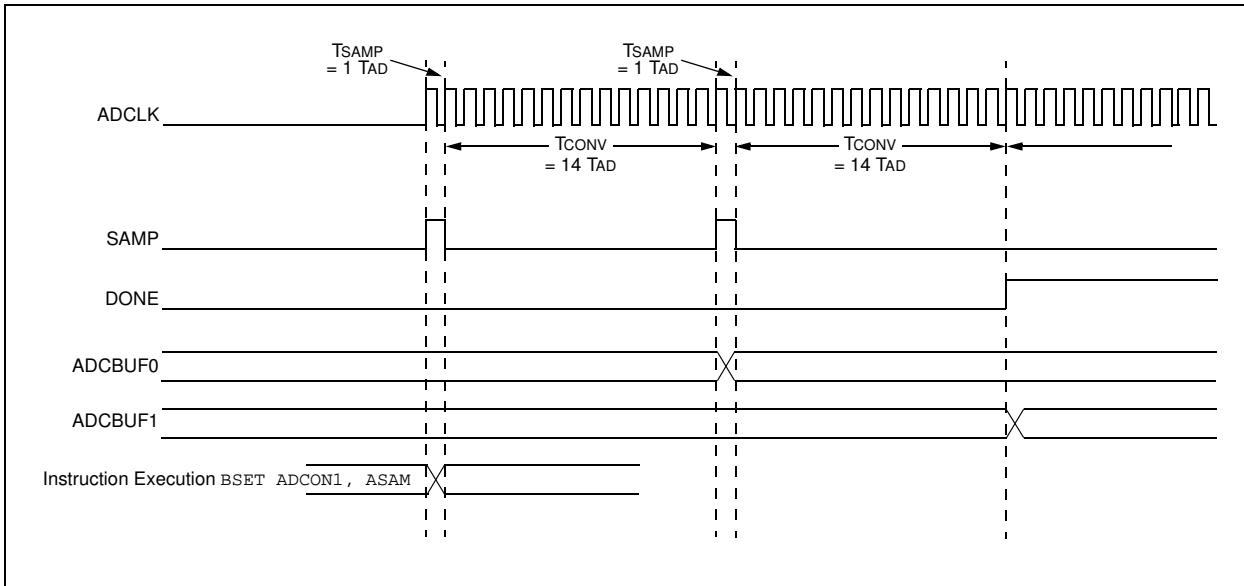 TSAMP
= 1 TAD
TSAMP
= 1 TAD
ADCLK
TCONV
= 14 TAD
TCONV
= 14 TAD
SAMP
DONE
ADCBUF0
ADCBUF1
Instruction Execution BSET ADCON1, ASAM